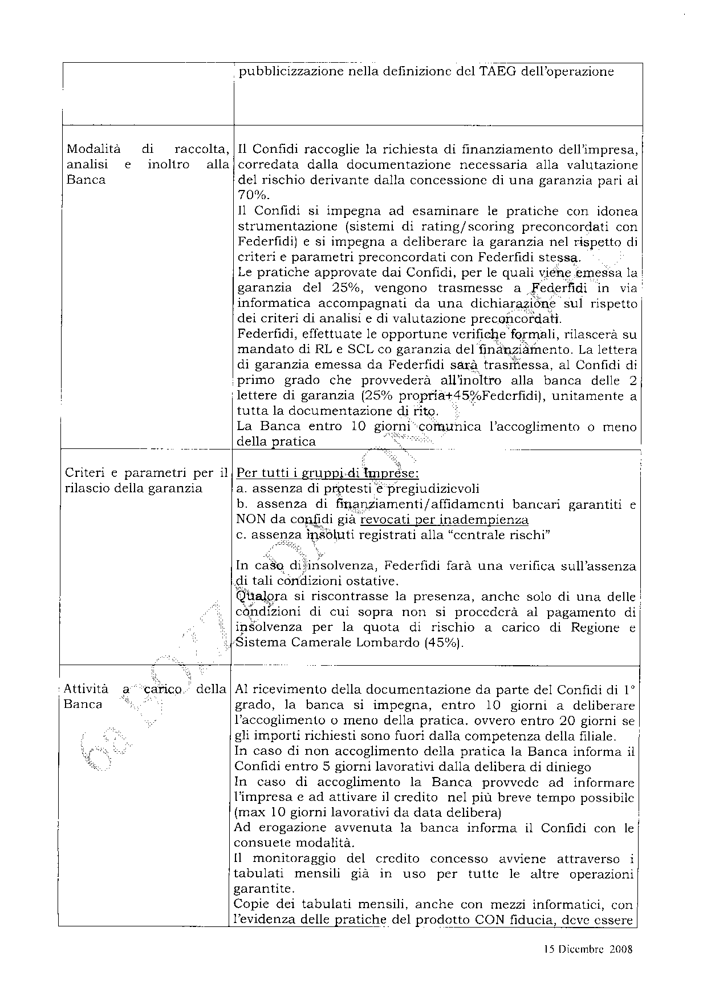 pubblicizzazione nella definizione del TAEG dell'operazione
Modalità di raccolta,
analisi e inoltro alla
Banca
Il Confidi raccoglie la richiesta di finanziamento dell'impresa,
corredata dalla documentazione necessaria alla valutazione
del rischio derivante dalla concessione di una garanzia pari al
70%.
Il Confidi si impegna ad esaminare le pratiche con idonea
strumentazione (sistemi di rating/scoring preconcordati con
Federfidi) e si impegna a deliberare la garanzia nel rispetto di
criteri e parametri preconcordati con Federfidi stessa.
Le pratiche approvate dai Confidi, per le quali viene emessa la
garanzia del 25%, vengono trasmesse a Federfidi in via
informatica accompagnati da una dichiarazione sul rispetto
dei criteri di analisi e di valutazione preconcordati.
Federfidi, effettuate le opportune verifiche formali, rilascerà su
mandato di RL e SCL co garanzia del finanziamento. La lettera
di garanzia emessa da Federfidi sarà trasmessa, al Confidi di
primo grado che provvederà all'inoltro alla banca delle 2
lettere di garanzia (25% propria+45%Federfidi), unitamente a
tutta la documentazione di rito.
La Banca entro 10 giorni comunica l'accoglimento o meno
della pratica
Criteri e parametri per il
rilascio della garanzia
Per tutti i gruppi di Imprese:
a. assenza di protesti e pregiudizievoli
b. assenza di finanziamenti/affidamenti bancari garantiti e
NON da confidi già revocati per inadempienza
c. assenza insoluti registrati alla "centrale rischi"
In caso di insolvenza, Federfidi farà una verifica sull'assenza
di tali condizioni ostative.
Qualora si riscontrasse la presenza, anche solo di una delle
condizioni di cui sopra non si procederà al pagamento di
insolvenza per la quota di rischio a carico di Regione e
Sistema Camerale Lombardo (45%).
Attività a carico della
Banca
Al ricevimento della documentazione da parte del Confidi di 1°
grado, la banca si impegna, entro 10 giorni a deliberare
l'accoglimento o meno della pratica. ovvero entro 20 giorni se
gli importi richiesti sono fuori dalla competenza della filiale.
In caso di non accoglimento della pratica la Banca informa il
Confidi entro 5 giorni lavorativi dalla delibera di diniego
In caso di accoglimento la Banca provvede ad informare
l'impresa e ad attivare il credito nel più breve tempo possibile
(max 10 giorni lavorativi da data delibera)
Ad erogazione avvenuta la banca informa il Confidi con le
consuete modalità.
Il monitoraggio del credito concesso avviene attraverso i
tabulati mensili già in uso per tutte le altre operazioni
garantite.
Copie dei tabulati mensili, anche con mezzi informatici, con
l'evidenza delle pratiche del prodotto CON fiducia, deve essere
15 Dicembre 2008